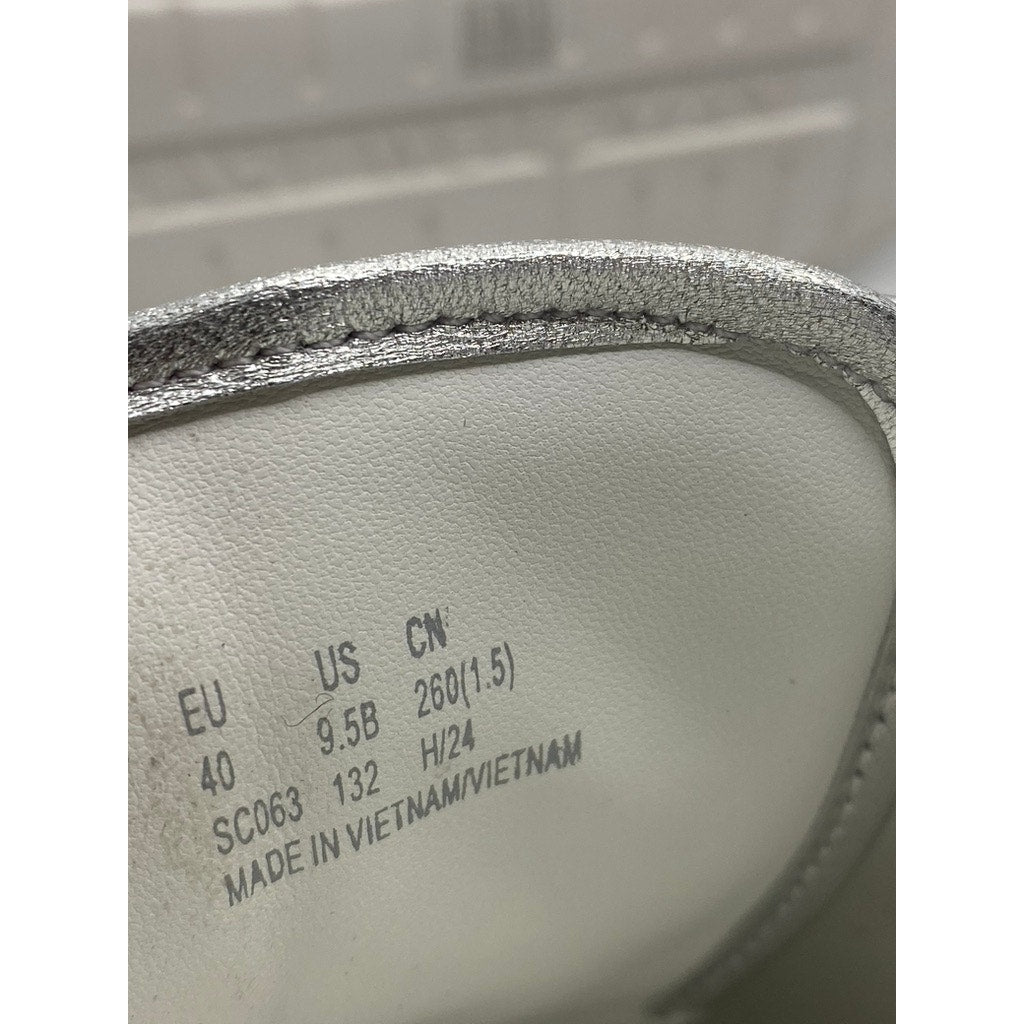 EU US CN
40 9.5B 260(1.5)
SC063 132 H/24
MADE IN VIETNAM/VIETNAM